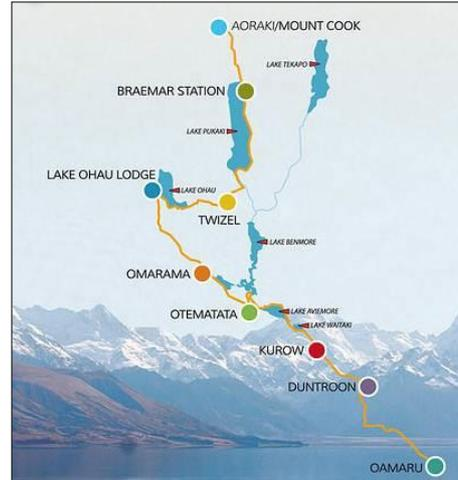 AORAKI/MOUNT COOK
LAKE TEKAPO
BRAEMAR STATION
LAKE PUKAKI
LAKE OHAU LODGE
LAKE OHAU
TWIZEL
LAKE BENMORE
OMARAMA
OTEMATATA
LAKE AVIEMORE
LAKE WAITAKI
KUROW
DUNTROON
OAMARU